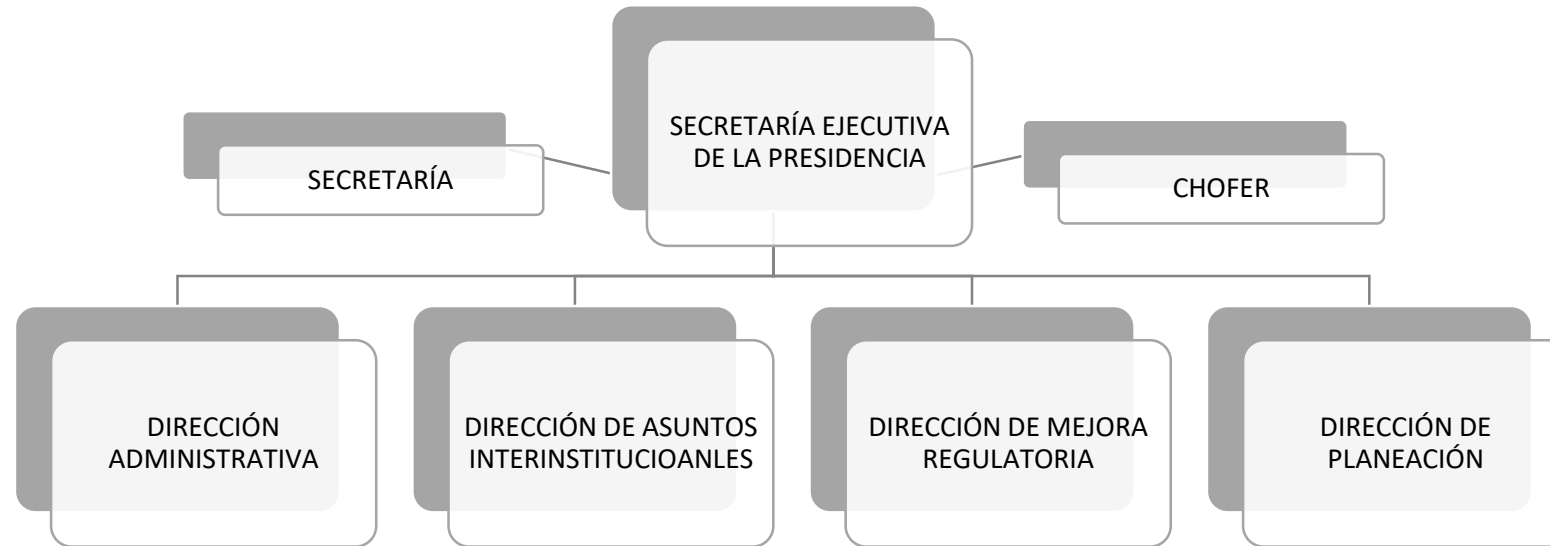 SECRETARÍA EJECUTIVA
DE LA PRESIDENCIA
SECRETARÍA
CHOFER
DIRECCIÓN
ADMINISTRATIVA
DIRECCIÓN DE ASUNTOS
INTERINSTITUCIOANLES
DIRECCIÓN DE MEJORA
REGULATORIA
DIRECCIÓN DE
PLANEACIÓN